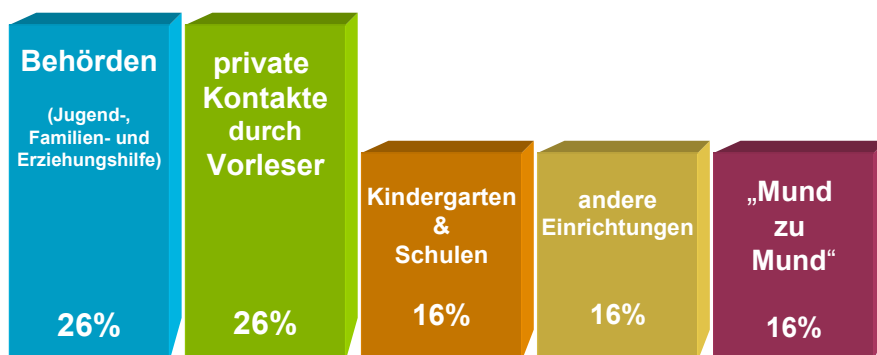 Behörden
(Jugend-,
Familien- und
Erziehungshilfe)
26%
private
Kontakte
durch
Vorleser
26%
Kindergarten
&
Schulen
16%
andere
Einrichtungen
16%
„Mund
zu
Mund“
16%